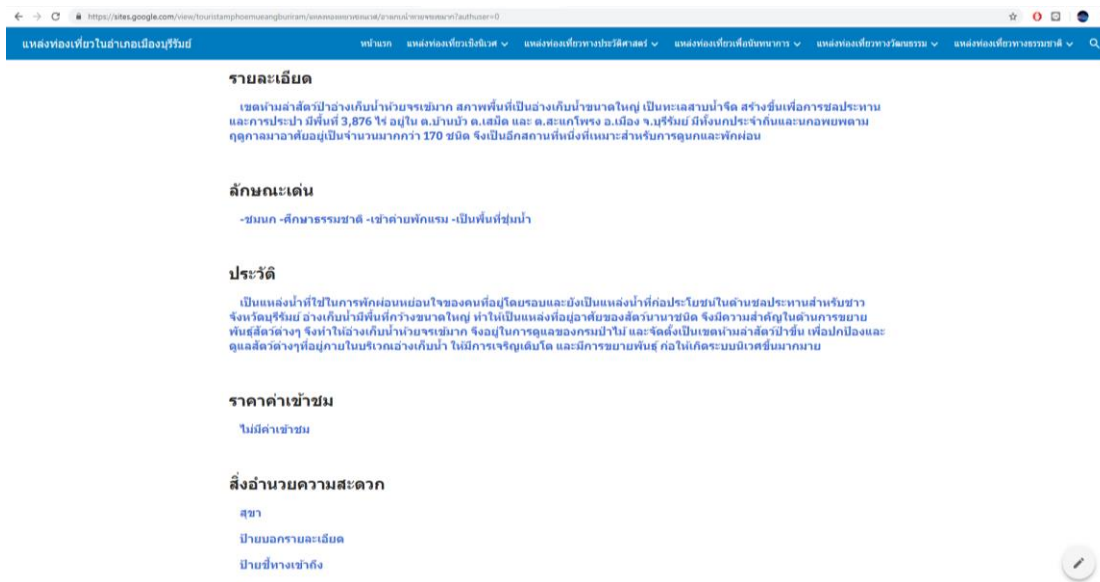 https://sites.google.com/view/touristamphoemueangburiram/
แหล่งท่องเที่ยวในอำเภอเมืองบุรีรัมย์
หน้าแรก แหล่งท่องเที่ยวเชิงนิเวศ แหล่งท่องเที่ยวทางประวัติศาสตร์ แหล่งท่องเที่ยวเพื่อนันทนาการ แหล่งท่องเที่ยวทางวัฒนธรรม แหล่งท่องเที่ยวทางธรรมชาติ
รายละเอียด
เขตห้ามล่าสัตว์ป่าอ่างเก็บน้ำห้วยจรเข้มาก สภาพพื้นที่เป็นอ่างเก็บน้ำขนาดใหญ่ เป็นทะเลสาบน้ำจืด สร้างขึ้นเพื่อการชลประทาน
และการประปา มีพื้นที่ 3,876 ไร่ อยู่ใน ต.บ้านบัว ต.เสม็ด และ ต.สะแกโพรง อ.เมือง จ.บุรีรัมย์ มีทั้งนกประจำถิ่นและนกอพยพตาม
ฤดูกาลมาอาศัยอยู่เป็นจำนวนมากกว่า 170 ชนิด จึงเป็นอีกสถานที่หนึ่งที่เหมาะสำหรับการดูนกและพักผ่อน
ลักษณะเด่น
-ชมนก -ศึกษาธรรมชาติ -เข้าค่ายพักแรม -เป็นพื้นที่ชุ่มน้ำ
ประวัติ
เป็นแหล่งน้ำที่ใช้ในการพักผ่อนหย่อนใจของคนที่อยู่โดยรอบและยังเป็นแหล่งน้ำที่ก่อประโยชน์ในด้านชลประทานสำหรับชาว
จังหวัดบุรีรัมย์ อ่างเก็บน้ำมีพื้นที่กว้างขนาดใหญ่ ทำให้เป็นแหล่งที่อยู่อาศัยของสัตว์นานาชนิด จึงมีความสำคัญในด้านการขยาย
พันธุ์สัตว์ต่างๆ จึงทำให้อ่างเก็บน้ำห้วยจรเข้มาก จึงอยู่ในการดูแลของกรมป่าไม้ และจัดตั้งเป็นเขตห้ามล่าสัตว์ป่าขึ้น เพื่อปกป้องและ
ดูแลสัตว์ต่างๆที่อยู่ภายในบริเวณอ่างเก็บน้ำ ให้มีการเจริญเติบโต และมีการขยายพันธุ์ ก่อให้เกิดระบบนิเวศขึ้นมากมาย
ราคาค่าเข้าชม
ไม่มีค่าเข้าชม
สิ่งอำนวยความสะดวก
สุขา
ป้ายบอกรายละเอียด
ป้ายชี้ทางเข้าถึง